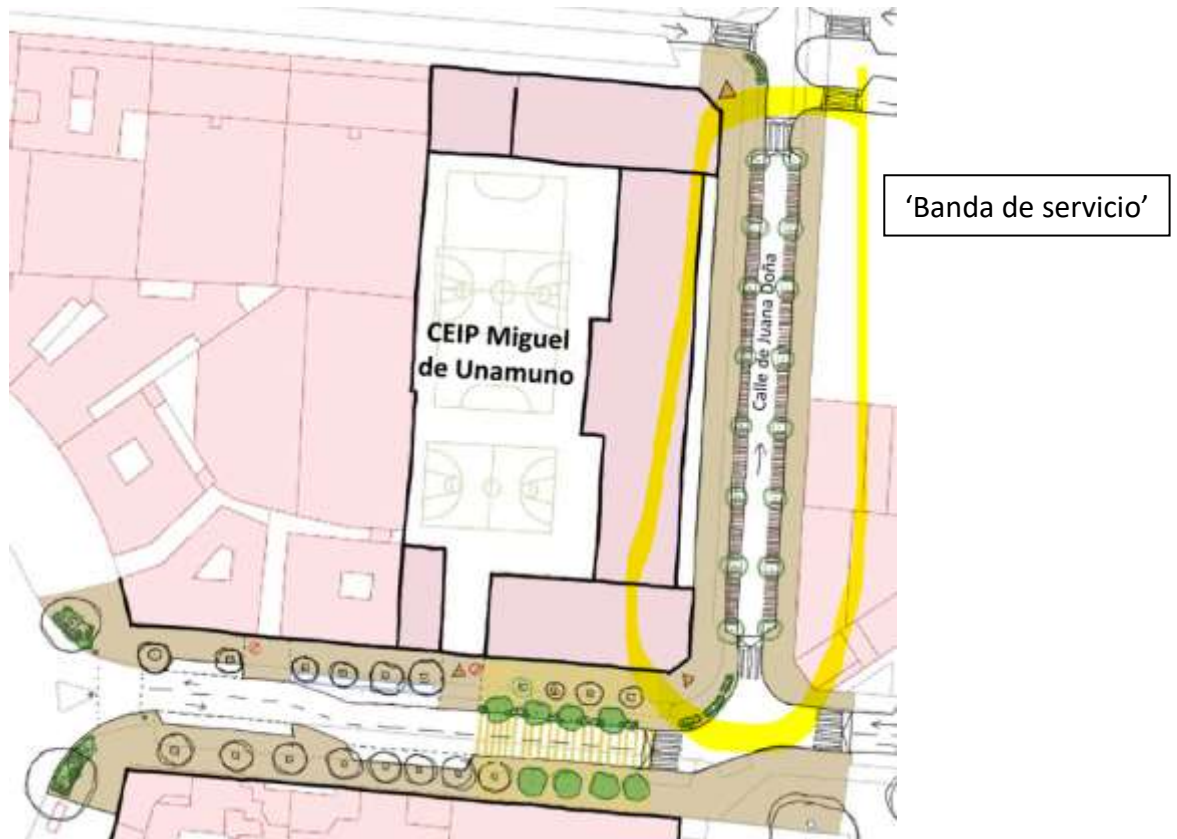 ‘Banda de servicio’
CEIP Miguel
de Unamuno
Calle de Juana Doña